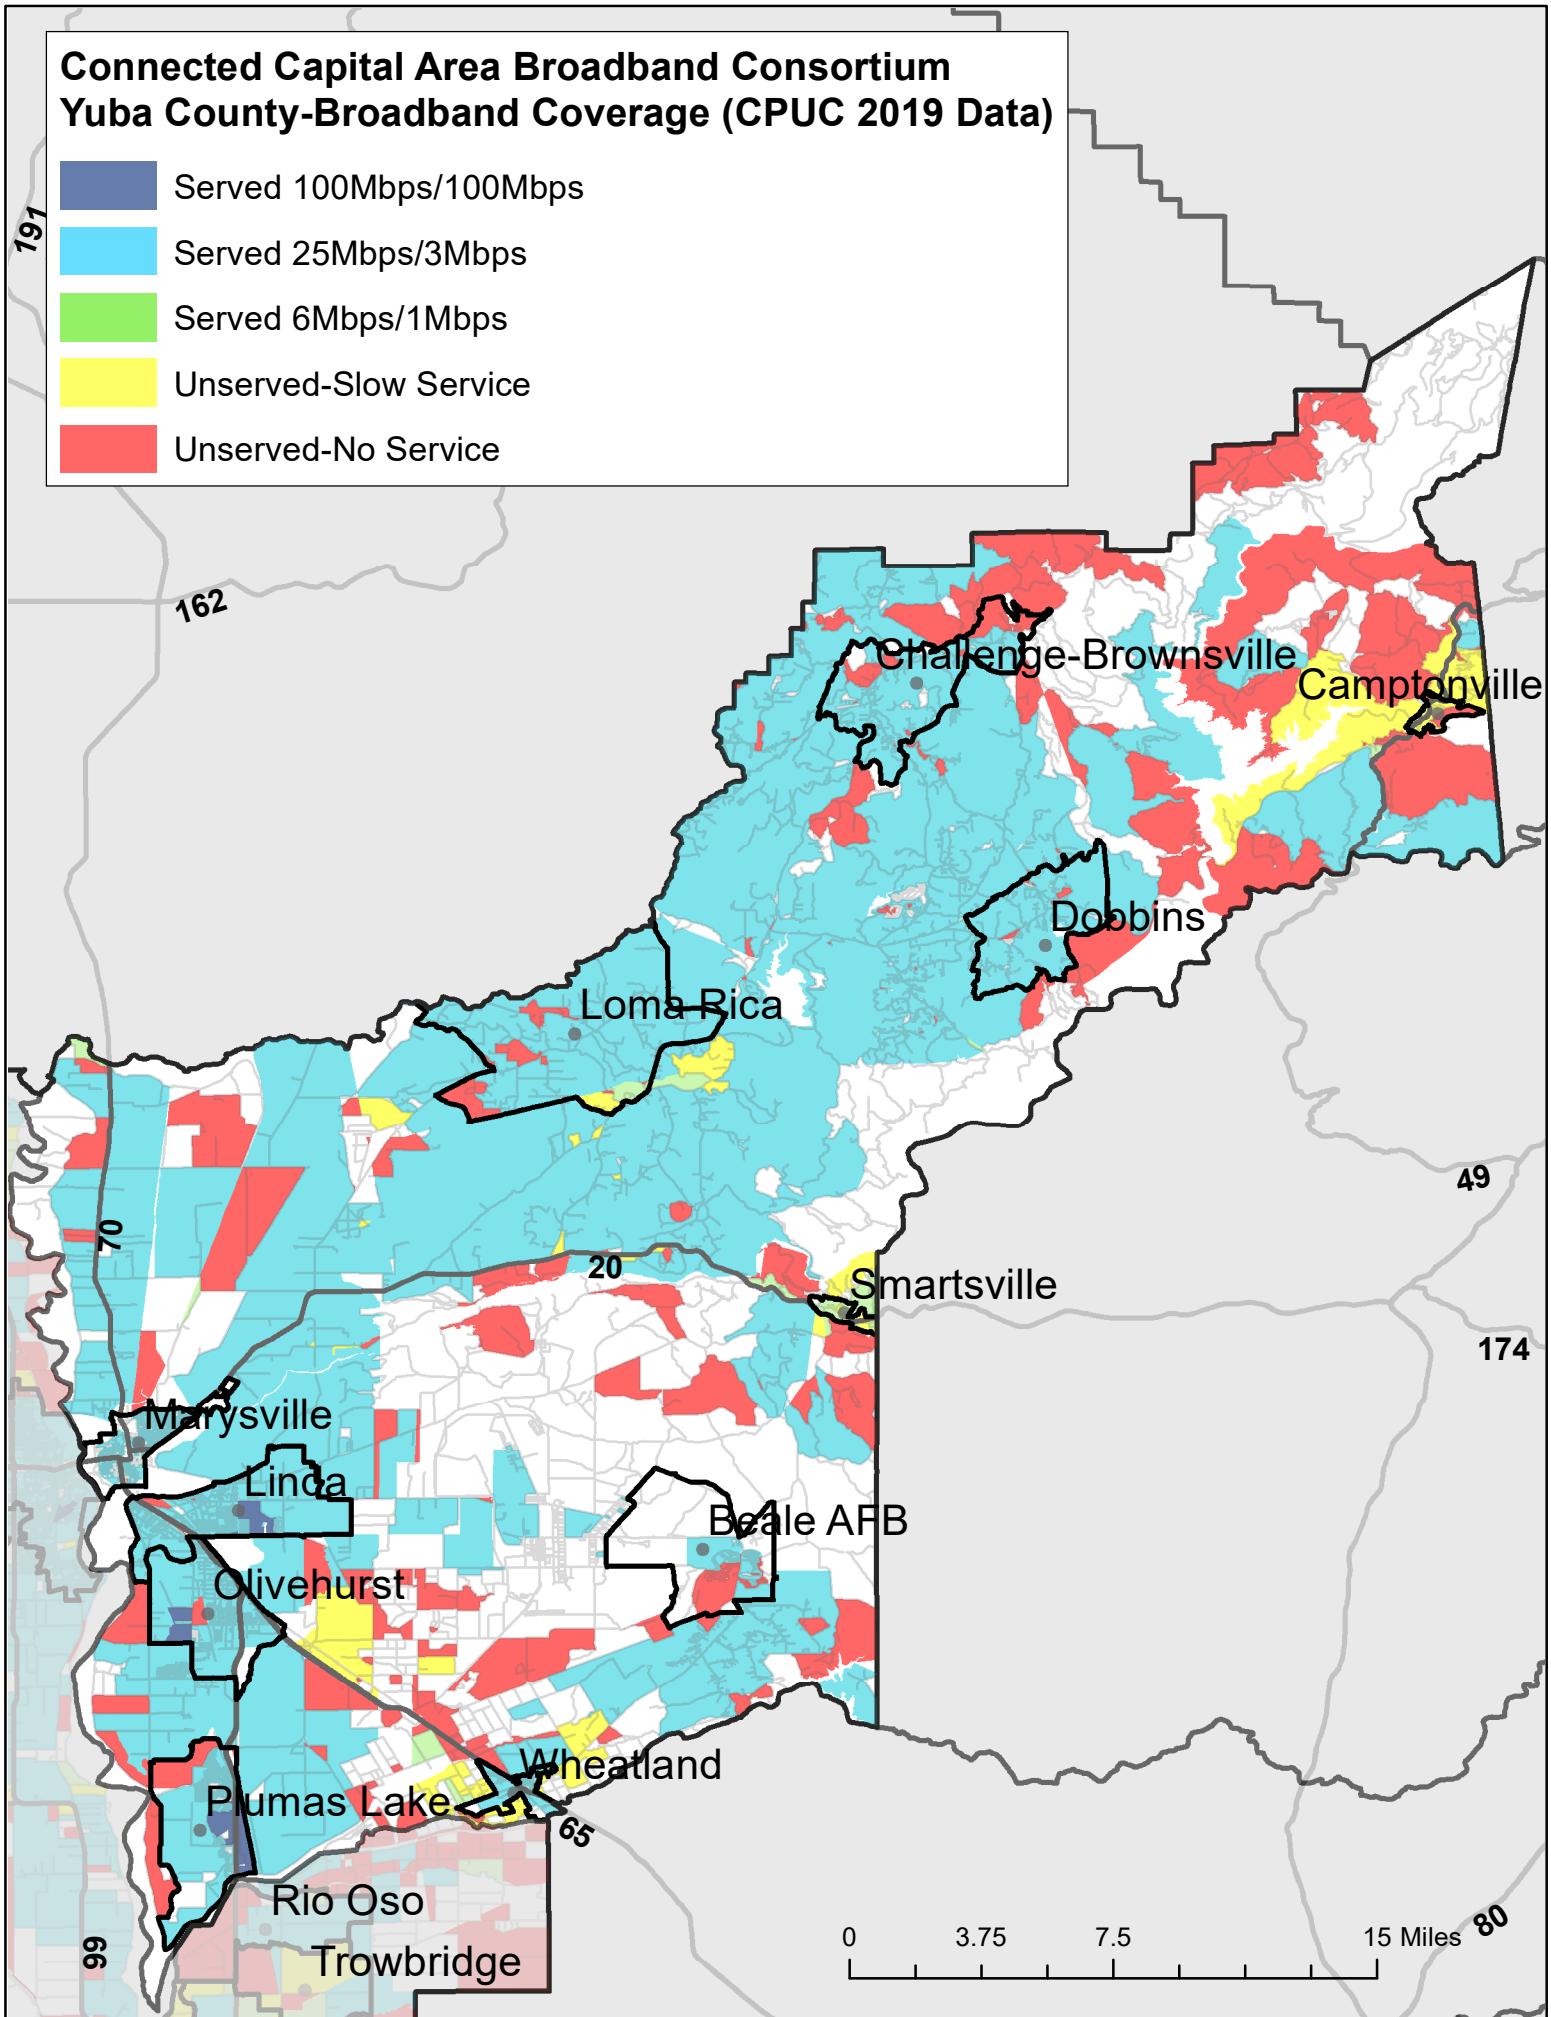 Connected Capital Area Broadband Consortium
Yuba County-Broadband Coverage (CPUC 2019 Data)
Served 100Mbps/100Mbps
Served 25Mbps/3Mbps
Served 6Mbps/1Mbps
Unserved-Slow Service
Unserved-No Service
191
162
Challenge-Brownsville
Camptonville
Dobbins
Loma Rica
49
70
20
Smartsville
174
Marysville
Linda
Beale AFB
Olivehurst
Wheatland
Plumas Lake
65
Rio Oso
80
99
Trowbridge
0 3.75 7.5 15 Miles